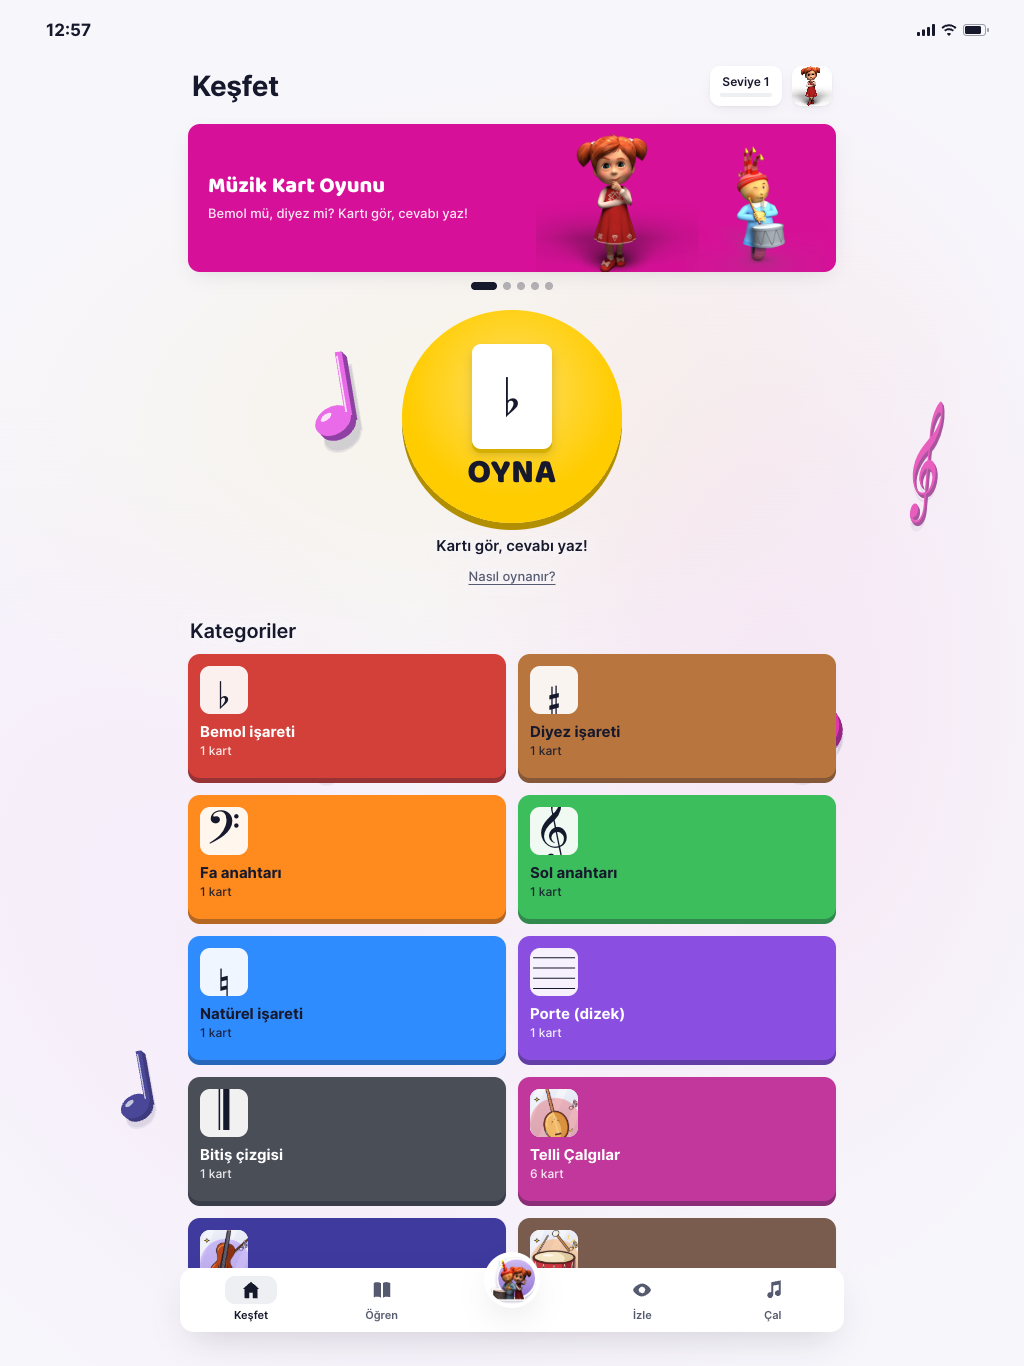 12:57
Keşfet
Seviye 1
Müzik Kart Oyunu
Bemol mü, diyez mi? Kartı gör, cevabı yaz!
OYNA
Kartı gör, cevabı yaz!
Nasıl oynanır?
Kategoriler
Bemol işareti
1 kart
Diyez işareti
1 kart
Fa anahtarı
1 kart
Sol anahtarı
1 kart
Natürel işareti
1 kart
Porte (dizek)
1 kart
Bitiş çizgisi
1 kart
Telli Çalgılar
6 kart
Keşfet
Öğren
İzle
Çal